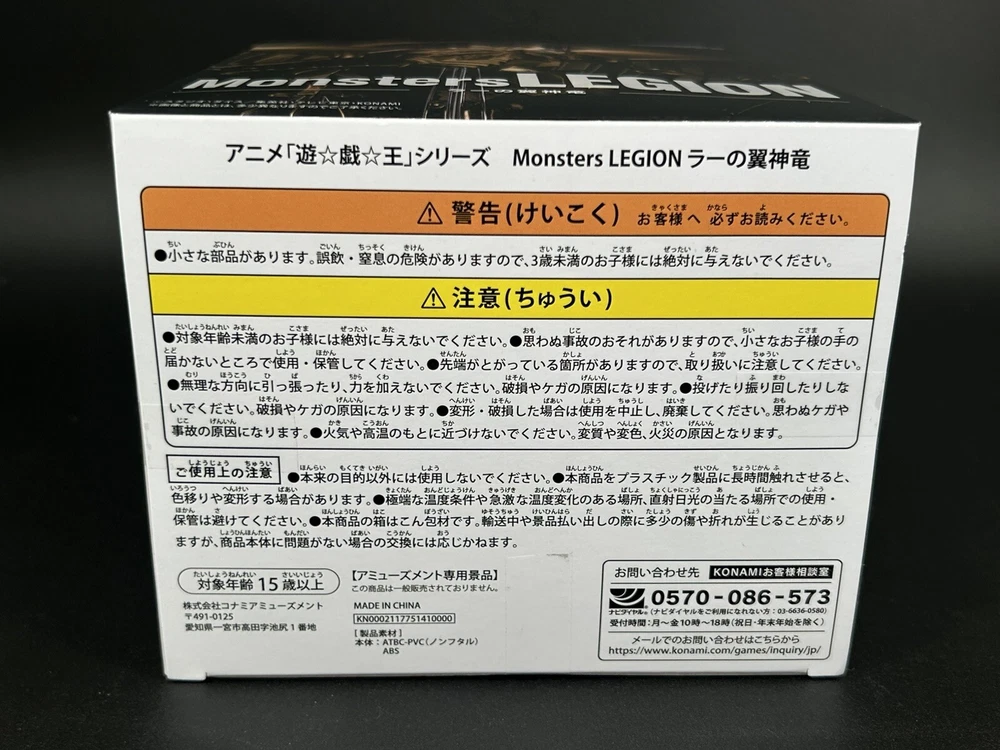 Monsters LEGION
ラーの翼神竜
アニメ「遊☆戯☆王」シリーズ Monsters LEGION ラーの翼神竜
⚠ 警告(けいこく) お客様へ 必ずお読みください。
●小さな部品があります。誤飲・窒息の危険がありますので、3歳未満のお子様には絶対に与えないでください。
⚠ 注意(ちゅうい)
●対象年齢未満のお子様には絶対に与えないでください。●思わぬ事故のおそれがありますので、小さなお子様の手の
届かないところで使用・保管してください。●先端がとがっている箇所がありますので、取り扱いに注意してください。
●無理な方向に引っ張ったり、力を加えないでください。破損やケガの原因になります。●投げたり振り回したりしな
いでください。破損やケガの原因になります。●変形・破損した場合は使用を中止し、廃棄してください。思わぬケガや
事故の原因になります。●火気や高温のもとに近づけないでください。変質や変色、火災の原因となります。
ご使用上の注意 ●本来の目的以外には使用しないでください。●本商品をプラスチック製品に長時間触れさせると、
色移りや変形する場合があります。●極端な温度条件や急激な温度変化のある場所、直射日光の当たる場所での使用・
保管は避けてください。●本商品の箱はこん包材です。輸送中や景品払い出しの際に多少の傷や折れが生じることがあり
ますが、商品本体に問題がない場合の交換には応じかねます。
対象年齢 15歳以上
株式会社コナミアミューズメント
〒491-0125
愛知県一宮市高田字池尻1番地
【アミューズメント専用景品】
この商品は一般販売されておりません。
MADE IN CHINA
KN0002117751410000
[製品素材]
本体：ATBC-PVC(ノンフタル)
ABS
お問い合わせ先 KONAMIお客様相談室
ナビダイヤル® 0570-086-573
(ナビダイヤルをご利用になれない方：03-6636-0580)
受付時間：月～金10時～18時(祝日・年末年始を除く)
メールでのお問い合わせはこちらから
https://www.konami.com/games/inquiry/jp/